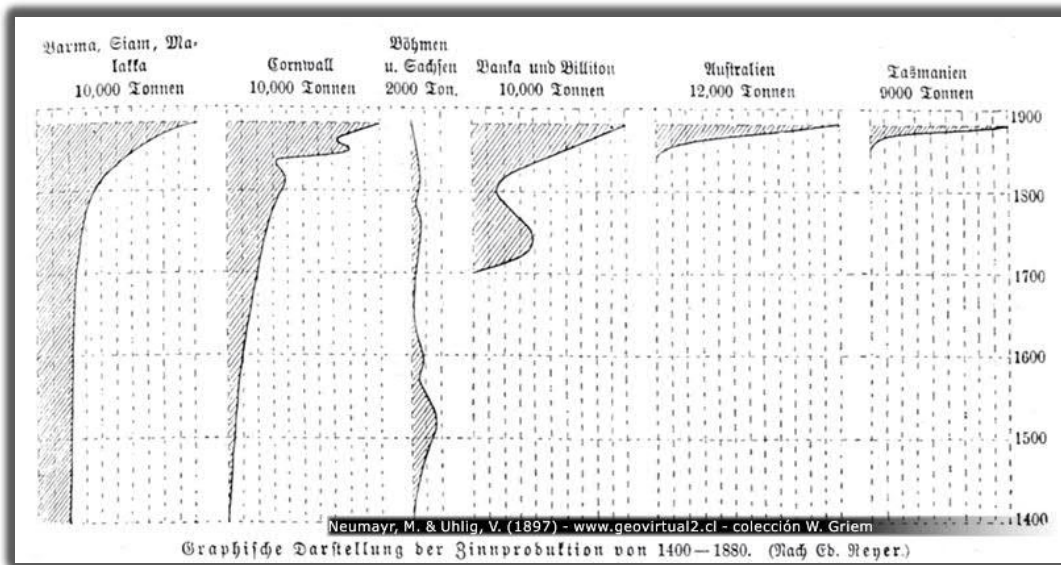 Barma, Siam, Ma-
lakka
10,000 Tonnen
Cornwall
10,000 Tonnen
Böhmen
u. Sachsen
2000 Ton.
Banka und Billiton
10,000 Tonnen
Australien
12,000 Tonnen
Tasmanien
9000 Tonnen
1900
1800
1700
1600
1500
1400
Neumayr, M. & Uhlig, V. (1897) - www.geovirtual2.cl - colección W. Griem
Graphische Darstellung der Zinnproduktion von 1400—1880. (Nach Ed. Reyer.)